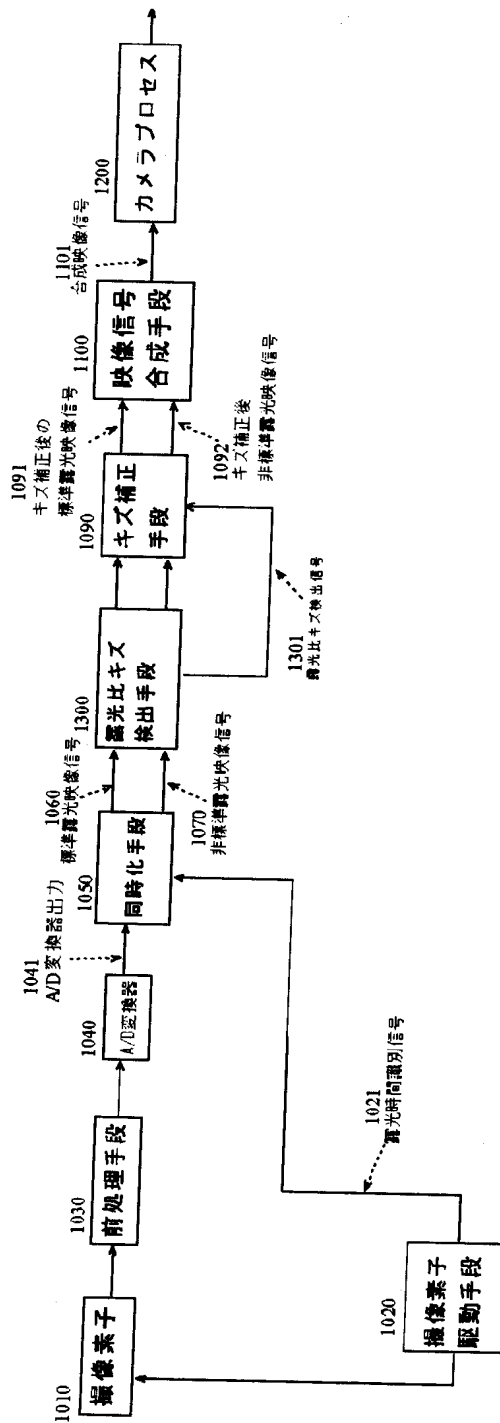 1010
撮像素子
1030
前処理手段
1040
A/D変換器
1041
A/D変換器出力
1050
同時化手段
1060
標準露光映像信号
1070
非標準露光映像信号
1300
露光比キズ
検出手段
1301
露光比キズ検出信号
1090
キズ補正
手段
1091
キズ補正後の
標準露光映像信号
1092
キズ補正後
非標準露光映像信号
1100
映像信号
合成手段
1101
合成映像信号
1200
カメラプロセス
1020
撮像素子
駆動手段
1021
露光時間識別信号